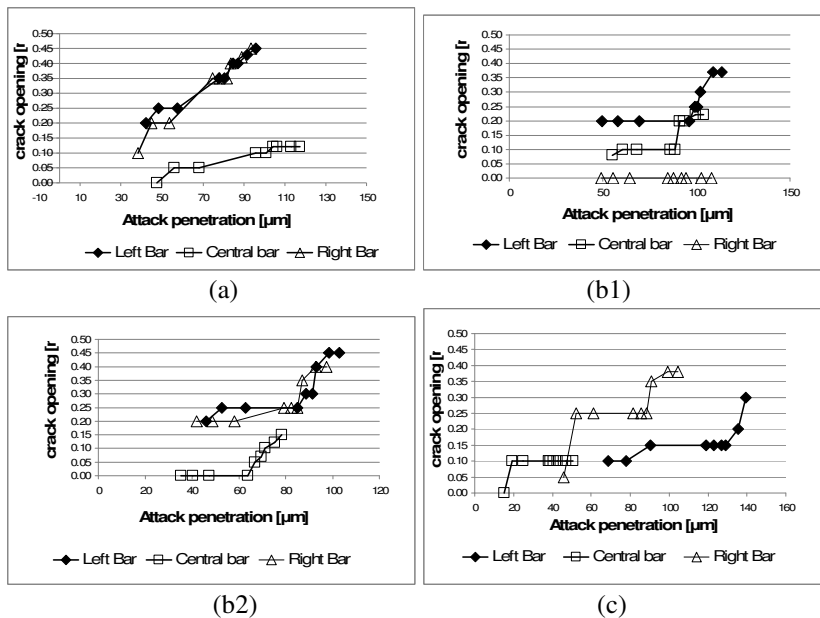 crack opening [r
0.50
0.45
0.40
0.35
0.30
0.25
0.20
0.15
0.10
0.05
0.00
-10 30 50 70 90 110 130 150
Attack penetration [µm]
Left Bar Central bar Right Bar
(a)
crack opening [r
0.50
0.45
0.40
0.35
0.30
0.25
0.20
0.15
0.10
0.05
0.00
0 50 100 150
Attack penetration [µm]
Left Bar Central bar Right Bar
(b1)
crack opening [r
0.50
0.45
0.40
0.35
0.30
0.25
0.20
0.15
0.10
0.05
0.00
0 20 40 60 80 100 120
Attack penetration [µm]
Left Bar Central bar Right Bar
(b2)
crack opening [r
0.50
0.45
0.40
0.35
0.30
0.25
0.20
0.15
0.10
0.05
0.00
0 20 40 60 80 100 120 140 160
Attack penetration [µm]
Left Bar Central bar Right Bar
(c)